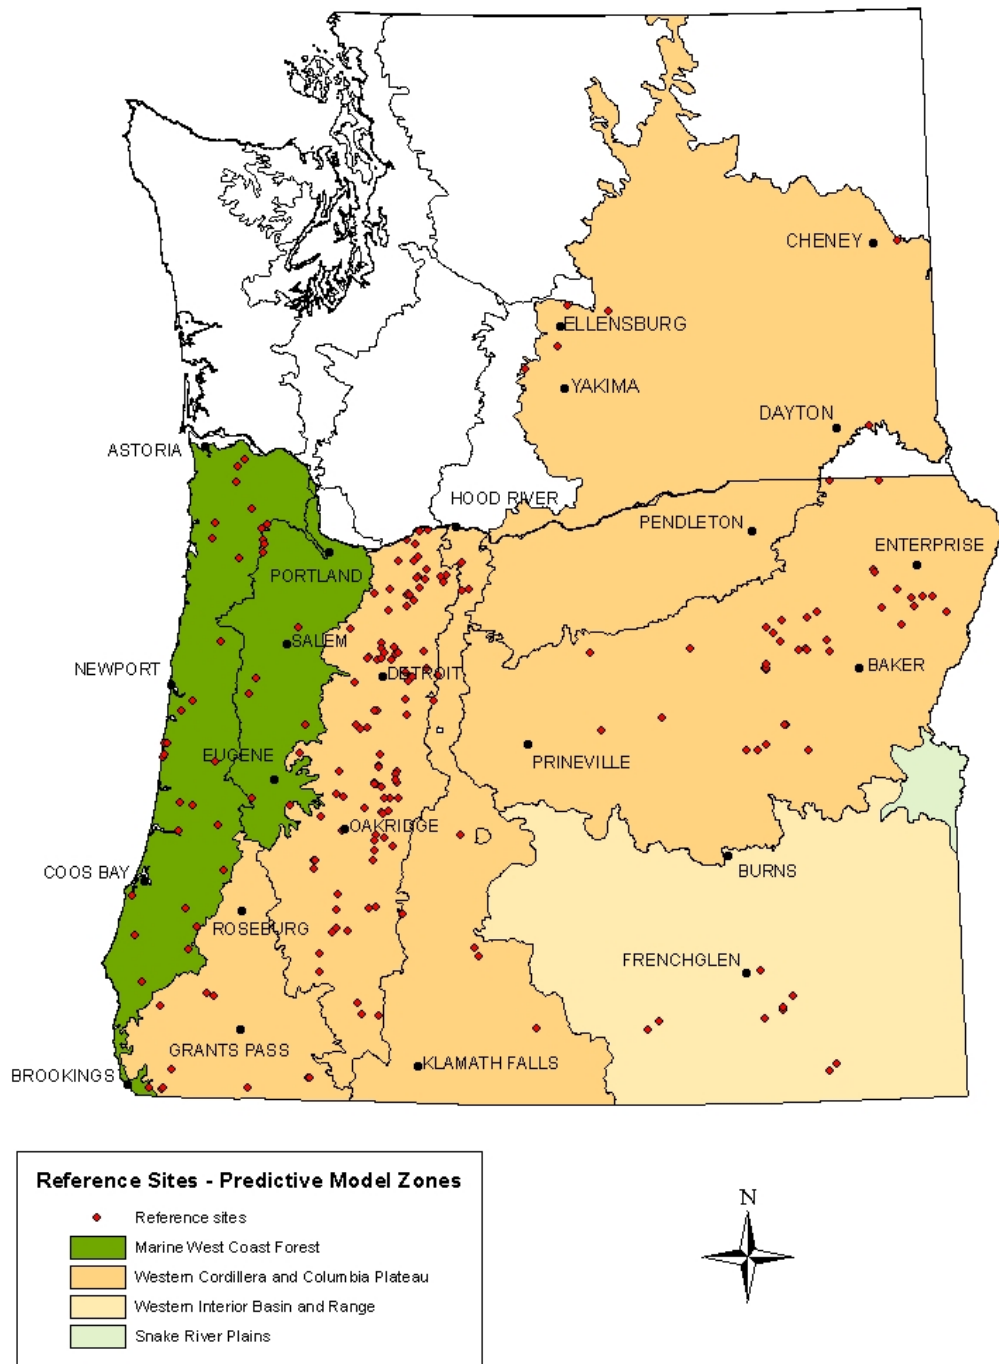 CHENEY
ELLENSBURG
YAKIMA
DAYTON
ASTORIA
HOOD RIVER
PENDLETON
ENTERPRISE
PORTLAND
SALEM
NEWPORT
DETROIT
BAKER
EUGENE
PRINEVILLE
OAKRIDGE
COOS BAY
BURNS
ROSEBURG
FRENCHGLEN
GRANTS PASS
KLAMATH FALLS
BROOKINGS
Reference Sites - Predictive Model Zones
Reference sites
Marine West Coast Forest
Western Cordillera and Columbia Plateau
Western Interior Basin and Range
Snake River Plains
N